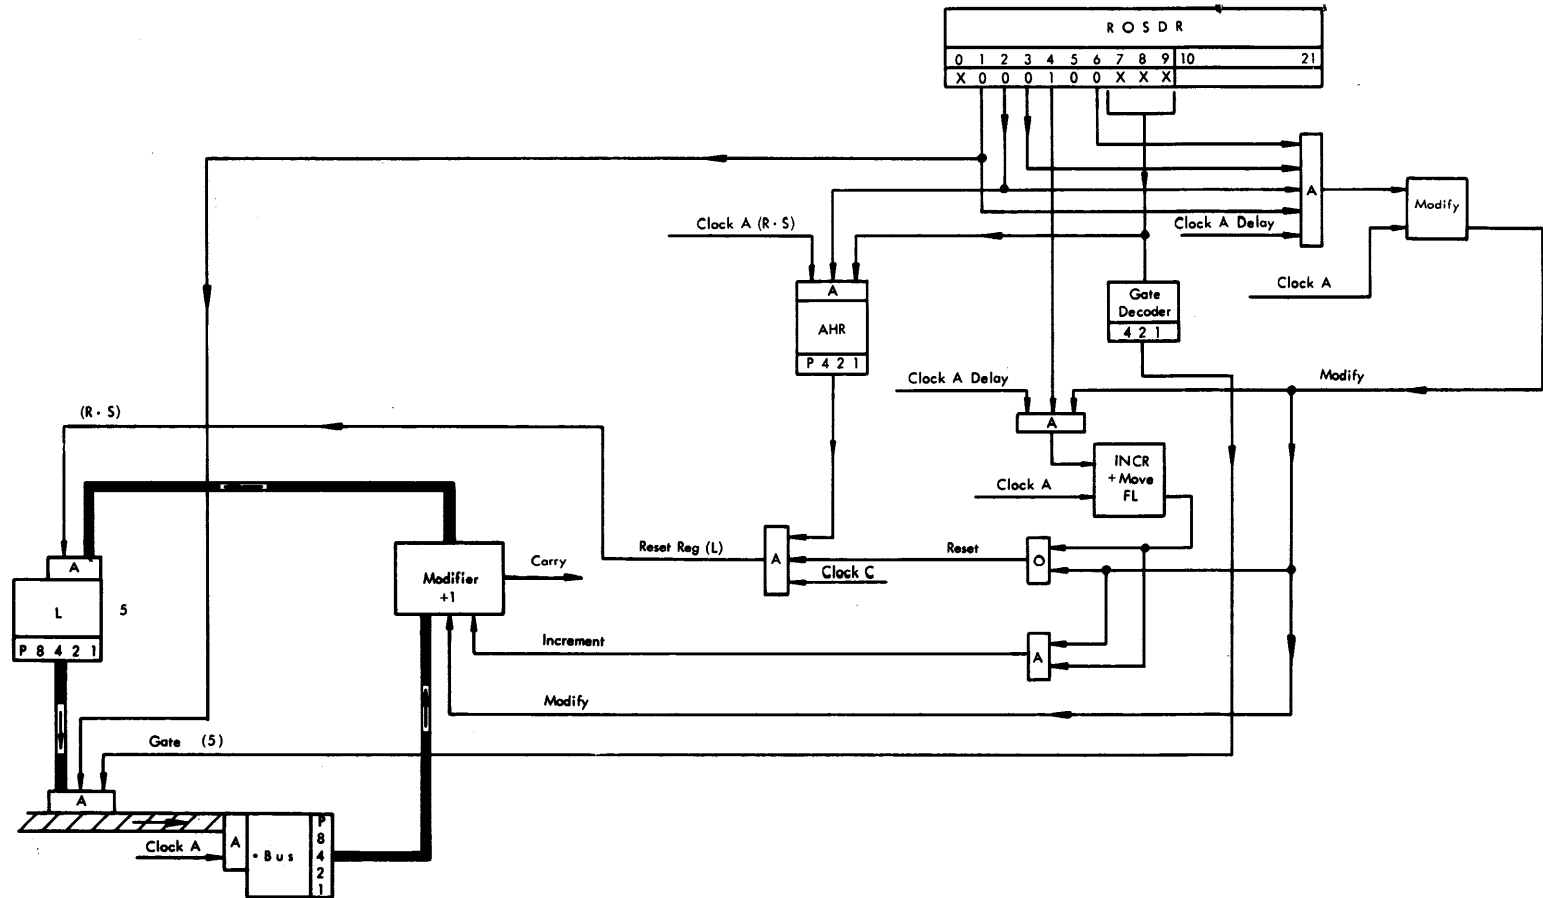 R O S D R
0 1 2 3 4 5 6 7 8 9 10 21
X 0 0 0 1 0 0 X X X
A
Modify
Clock A Delay
Clock A (R · S)
Clock A
A
AHR
P 4 2 1
Gate
Decoder
4 2 1
Clock A Delay
Modify
A
(R · S)
INCR
+ Move
FL
Clock A
A
L
P 8 4 2 1
5
Modifier
+1
Carry
Reset Reg (L)
A
Clock C
Reset
O
Increment
A
Modify
Gate (5)
A
Clock A
A
• Bus
P
8
4
2
1